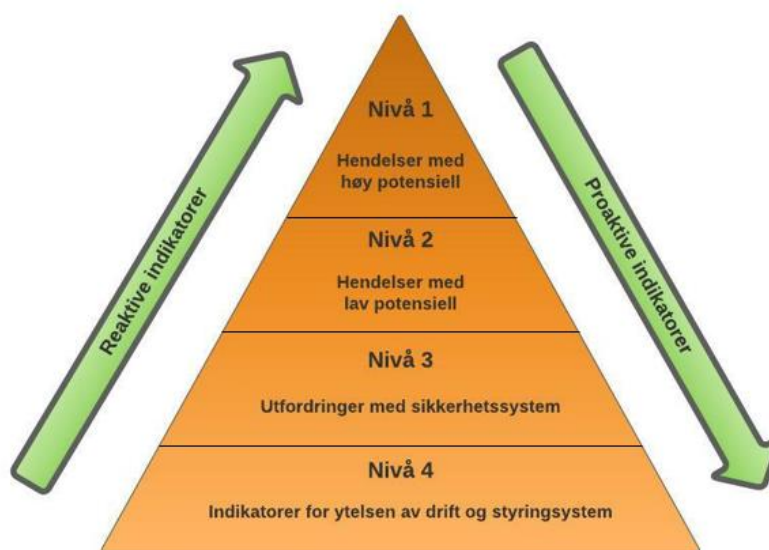 Nivå 1
Hendelser med
høy potensiell
Nivå 2
Hendelser med
lav potensiell
Nivå 3
Utfordringer med sikkerhetssystem
Nivå 4
Indikatorer for ytelsen av drift og styringsystem
Reaktive indikatorer
Proaktive indikatorer